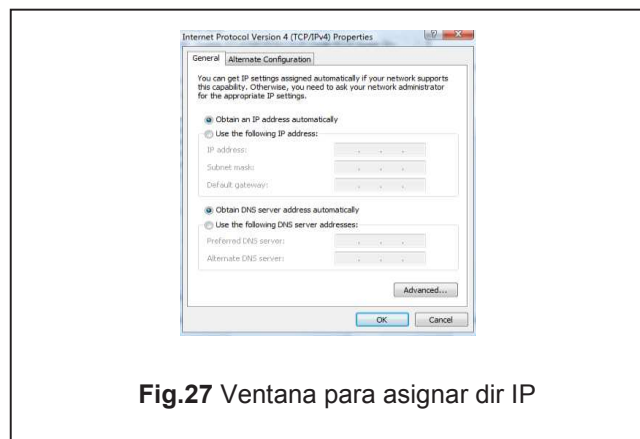 Internet Protocol Version 4 (TCP/IPv4) Properties
General
Alternate Configuration
You can get IP settings assigned automatically if your network supports
this capability. Otherwise, you need to ask your network administrator
for the appropriate IP settings.
Obtain an IP address automatically
Use the following IP address:
IP address:
Subnet mask:
Default gateway:
Obtain DNS server address automatically
Use the following DNS server addresses:
Preferred DNS server:
Alternate DNS server:
Advanced...
OK
Cancel
Fig.27 Ventana para asignar dir IP